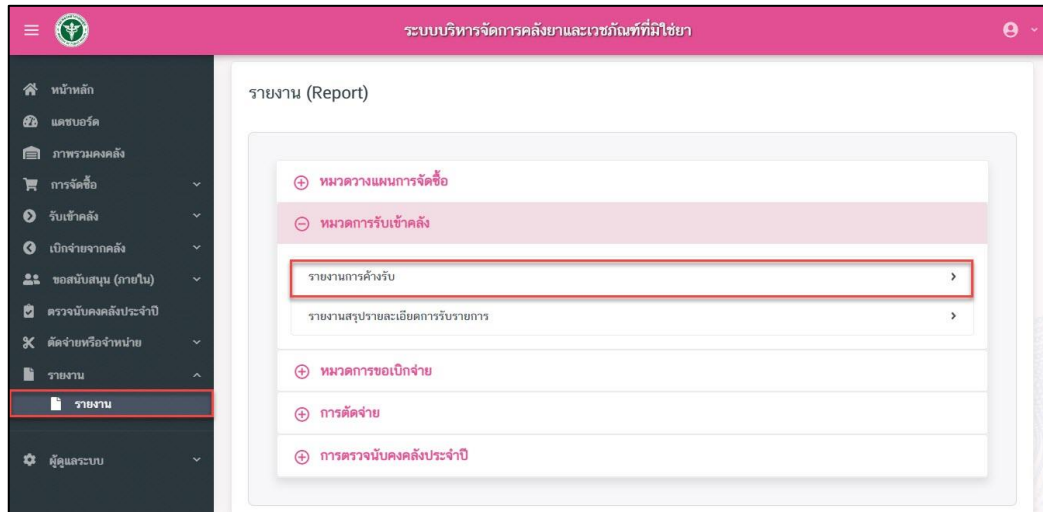 ระบบบริหารจัดการคลังยาและเวชภัณฑ์ที่มิใช่ยา
หน้าหลัก
แดชบอร์ด
ภาพรวมคงคลัง
การจัดซื้อ
รับเข้าคลัง
เบิกจ่ายจากคลัง
ขอสนับสนุน (ภายใน)
ตรวจนับคงคลังประจำปี
ตัดจ่ายหรือจำหน่าย
รายงาน
รายงาน
ผู้ดูแลระบบ
รายงาน (Report)
หมวดวางแผนการจัดซื้อ
หมวดการรับเข้าคลัง
รายงานการค้างรับ
รายงานสรุปรายละเอียดการรับรายการ
หมวดการขอเบิกจ่าย
การตัดจ่าย
การตรวจนับคงคลังประจำปี